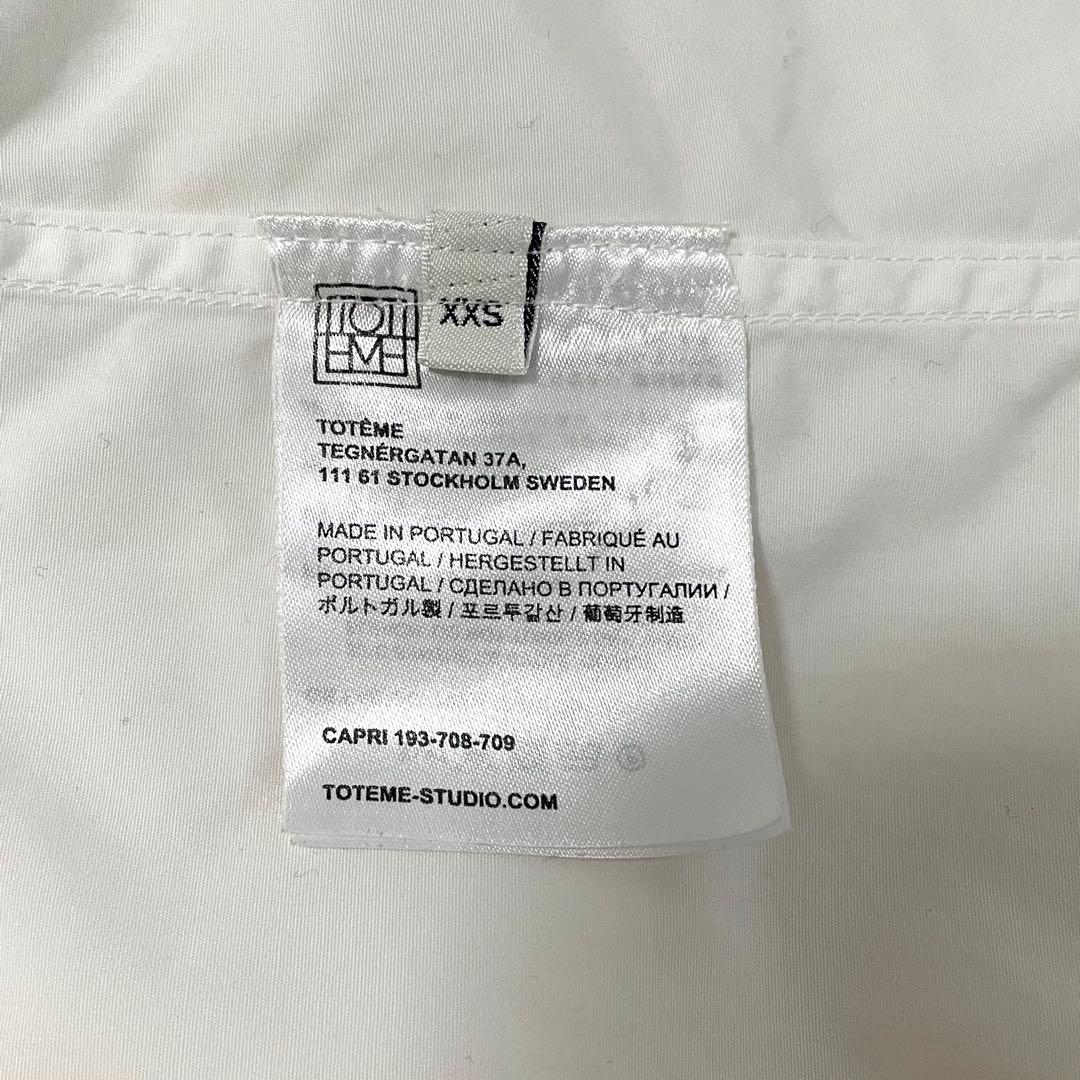 TOTÊME
XXS
TOTÊME
TEGNÉRGATAN 37A,
111 61 STOCKHOLM SWEDEN
MADE IN PORTUGAL / FABRIQUÉ AU
PORTUGAL / HERGESTELLT IN
PORTUGAL / СДЕЛАНО В ПОРТУГАЛИИ /
ポルトガル製 / 포르투갈산 / 葡萄牙制造
CAPRI 193-708-709
TOTEME-STUDIO.COM